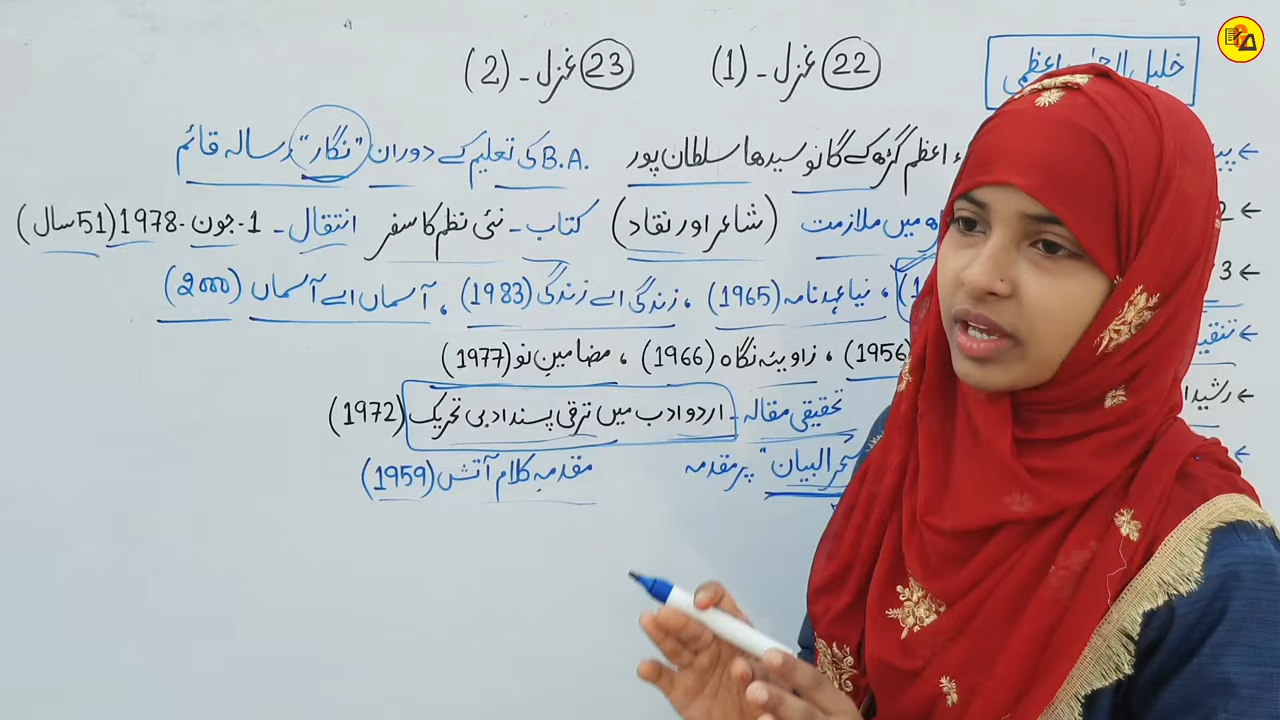 خلیل الرحمٰن اعظمی
22 غزل - (1) 23 غزل - (2)
اعظم گڑھ کے گانو سیدھا سلطان پور B.A. کی تعلیم کے دوران "نگار" رسالہ قائم
میں ملازمت (شاعر اور نقاد) کتاب - نئی نظم کا سفر انتقال - 1-جون-1978 (51 سال)
3 نیا عہد نامہ (1965)، زندگی اے زندگی (1983)، آسماں اے آسماں (2000)
(1956)، زاویۂ نگاہ (1966)، مضامینِ نو (1977)
تحقیقی مقالہ - اردو ادب میں ترقی پسند ادبی تحریک (1972)
البیان" پر مقدمہ مقدمہ کلام آتش (1959)